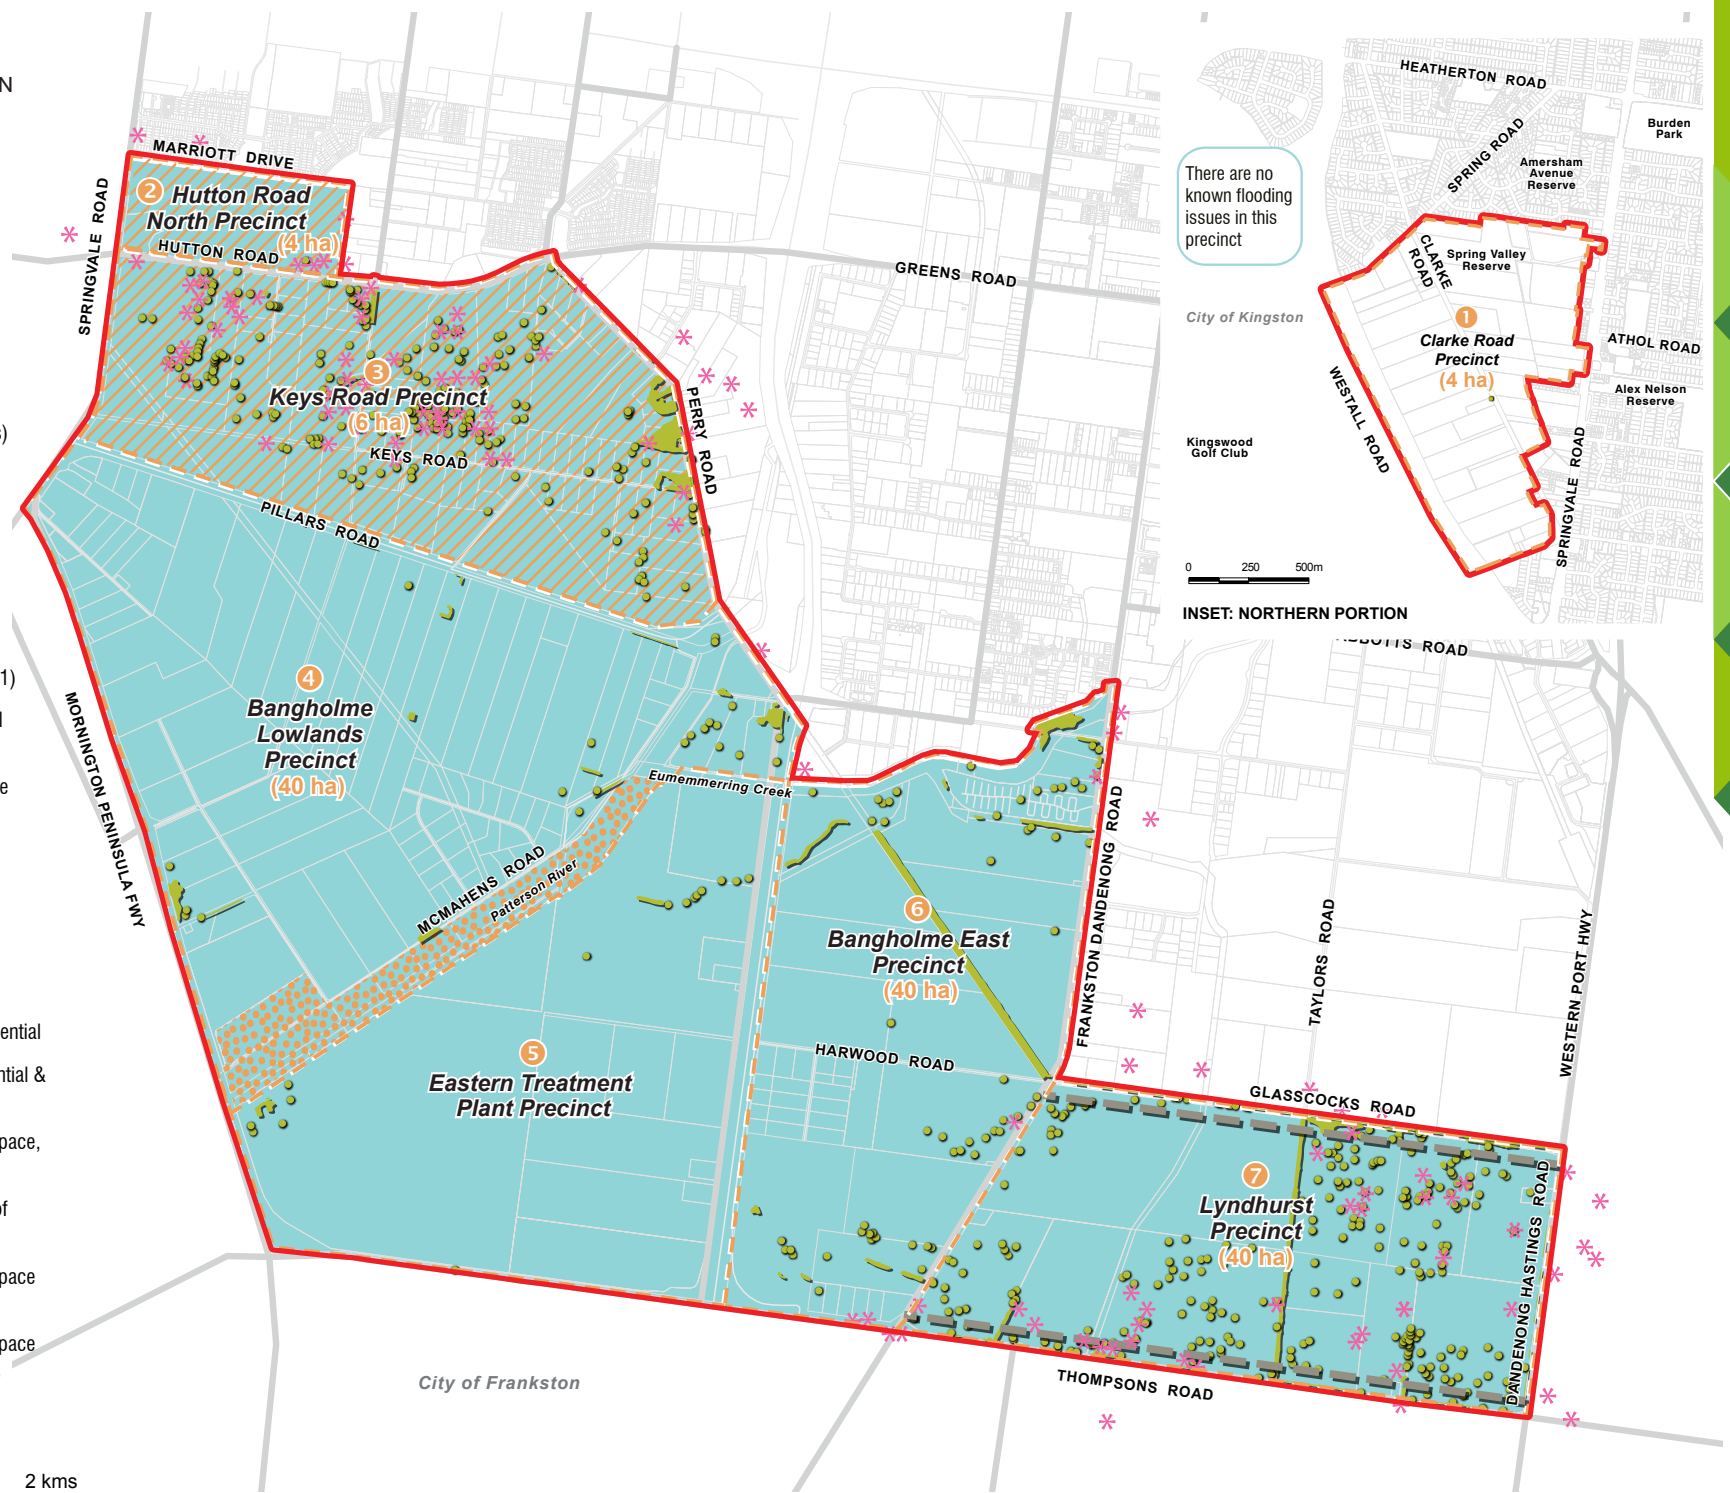 N
s)
1)
l
e
ential
ntial &
pace,
of
pace
pace
2 kms
MARRIOTT DRIVE
SPRINGVALE ROAD
2
Hutton Road
North Precinct
(4 ha)
HUTTON ROAD
GREENS ROAD
3
Keys Road Precinct
(6 ha)
KEYS ROAD
PERRY ROAD
PILLARS ROAD
4
Bangholme
Lowlands
Precinct
(40 ha)
MORNINGTON PENINSULA FWY
Eumemmerring Creek
MCMAHENS ROAD
Patterson River
5
Eastern Treatment
Plant Precinct
6
Bangholme East
Precinct
(40 ha)
HARWOOD ROAD
FRANKSTON DANDENONG ROAD
TAYLORS ROAD
WESTERN PORT HWY
GLASSCOCKS ROAD
7
Lyndhurst
Precinct
(40 ha)
DANDENONG HASTINGS ROAD
THOMPSONS ROAD
City of Frankston
There are no
known flooding
issues in this
precinct
HEATHERTON ROAD
SPRING ROAD
Burden
Park
Amersham
Avenue
Reserve
CLARKE
ROAD
Spring Valley
Reserve
City of Kingston
1
Clarke Road
Precinct
(4 ha)
ATHOL ROAD
Alex Nelson
Reserve
WESTALL ROAD
Kingswood
Golf Club
SPRINGVALE ROAD
0 250 500m
INSET: NORTHERN PORTION
ABBOTTS ROAD